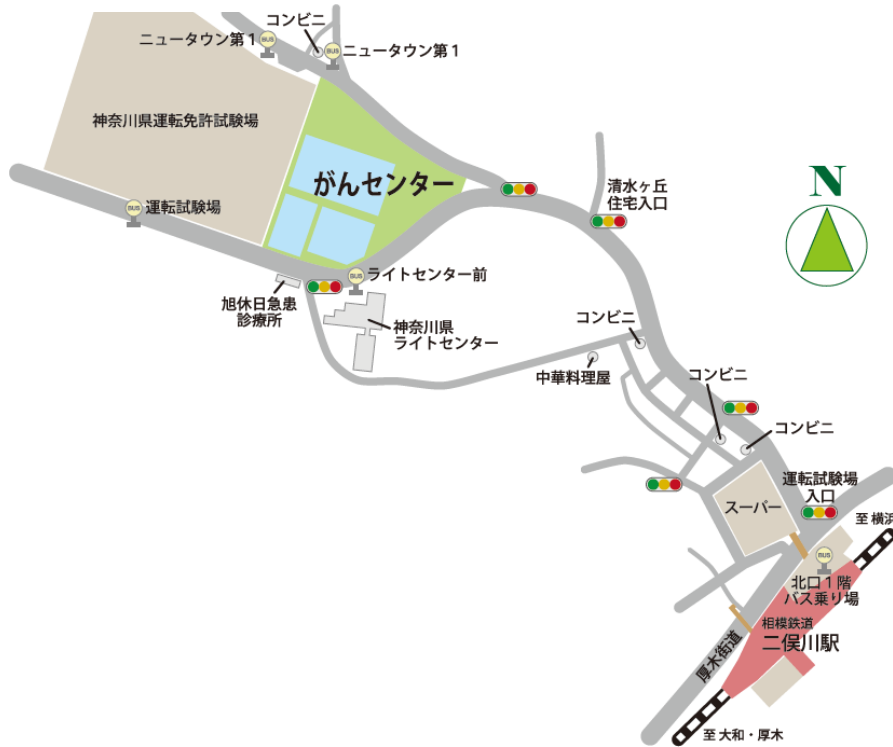 コンビニ
ニュータウン第1
BUS
BUS
ニュータウン第1
神奈川県運転免許試験場
がんセンター
N
清水ヶ丘
住宅入口
BUS
運転試験場
BUS
ライトセンター前
旭休日急患
診療所
神奈川県
ライトセンター
コンビニ
中華料理屋
コンビニ
コンビニ
運転試験場
入口
スーパー
至 横浜
BUS
北口1階
バス乗り場
相模鉄道
二俣川駅
厚木街道
至 大和・厚木